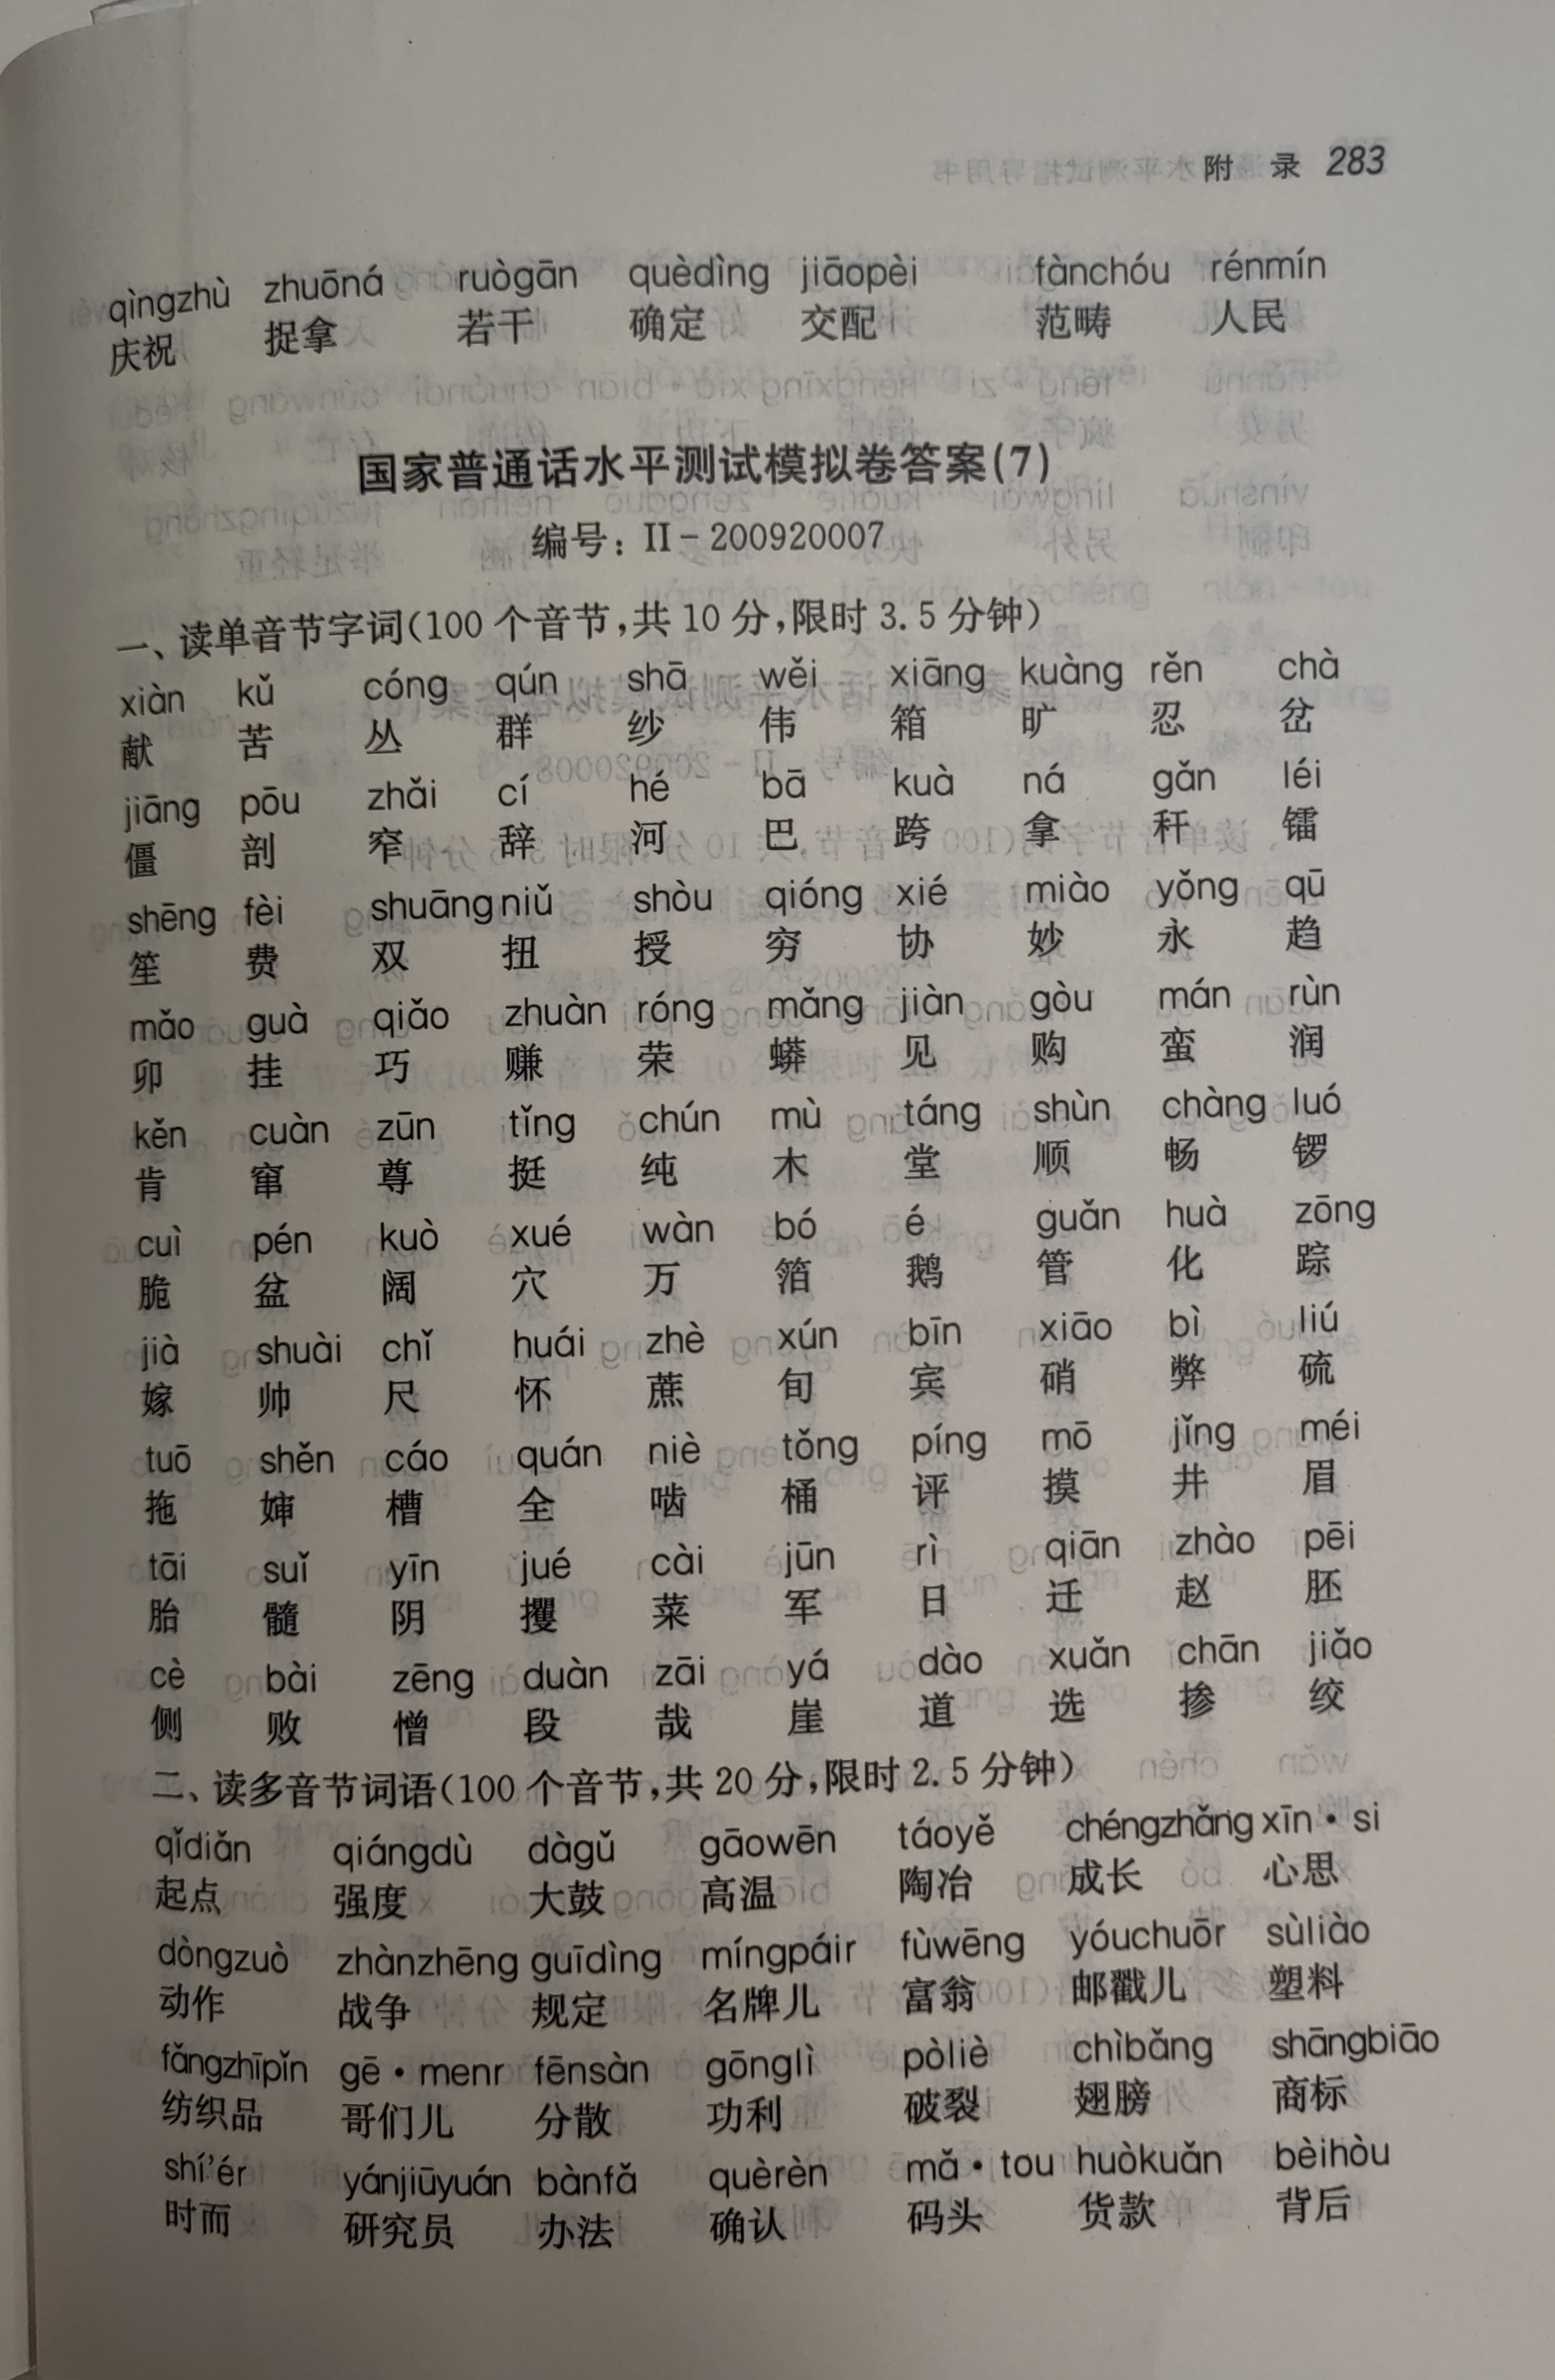 附 录 283
qìngzhù zhuōná ruògān quèdìng jiāopèi fànchóu rénmín
庆祝 捉拿 若干 确定 交配 范畴 人民
国家普通话水平测试模拟卷答案(7)
编号：II－200920007
一、读单音节字词(100 个音节,共 10 分,限时 3.5 分钟)
xiàn kǔ cóng qún shā wěi xiāng kuàng rěn chà
献 苦 丛 群 纱 伟 箱 旷 忍 岔
jiāng pōu zhǎi cí hé bā kuà ná gǎn léi
僵 剖 窄 辞 河 巴 跨 拿 秆 镭
shēng fèi shuāng niǔ shòu qióng xié miào yǒng qū
笙 费 双 扭 授 穷 协 妙 永 趋
mǎo guà qiǎo zhuàn róng mǎng jiàn gòu mán rùn
卯 挂 巧 赚 荣 蟒 见 购 蛮 润
kěn cuàn zūn tǐng chún mù táng shùn chàng luó
肯 窜 尊 挺 纯 木 堂 顺 畅 锣
cuì pén kuò xué wàn bó é guǎn huà zōng
脆 盆 阔 穴 万 箔 鹅 管 化 踪
jià shuài chǐ huái zhè xún bīn xiāo bì liú
嫁 帅 尺 怀 蔗 旬 宾 硝 弊 硫
tuō shěn cáo quán niè tǒng píng mō jǐng méi
拖 婶 槽 全 啮 桶 评 摸 井 眉
tāi suǐ yīn jué cài jūn rì qiān zhào pēi
胎 髓 阴 攫 菜 军 日 迁 赵 胚
cè bài zēng duàn zāi yá dào xuǎn chān jiǎo
侧 败 憎 段 哉 崖 道 选 掺 绞
二、读多音节词语(100 个音节,共 20 分,限时 2.5 分钟)
qǐdiǎn qiángdù dàgǔ gāowēn táoyě chéngzhǎng xīn·si
起点 强度 大鼓 高温 陶冶 成长 心思
dòngzuò zhànzhēng guīdìng míngpáir fùwēng yóuchuōr sùliào
动作 战争 规定 名牌儿 富翁 邮戳儿 塑料
fǎngzhīpǐn gē·menr fēnsàn gōnglì pòliè chìbǎng shāngbiāo
纺织品 哥们儿 分散 功利 破裂 翅膀 商标
shí'ér yánjiūyuán bànfǎ quèrèn mǎ·tou huòkuǎn bèihòu
时而 研究员 办法 确认 码头 货款 背后